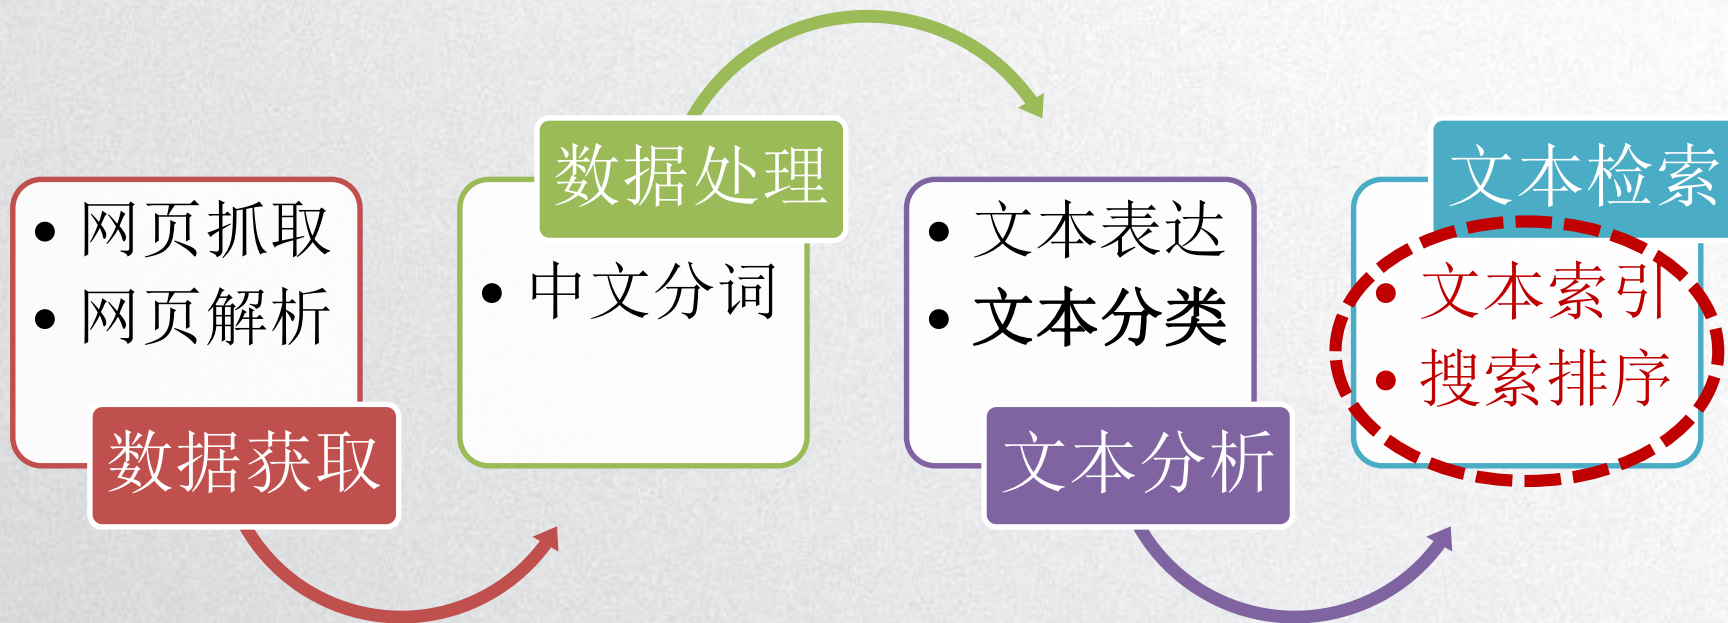 • 网页抓取
• 网页解析
数据获取
数据处理
• 中文分词
• 文本表达
• 文本分类
文本分析
文本检索
• 文本索引
• 搜索排序